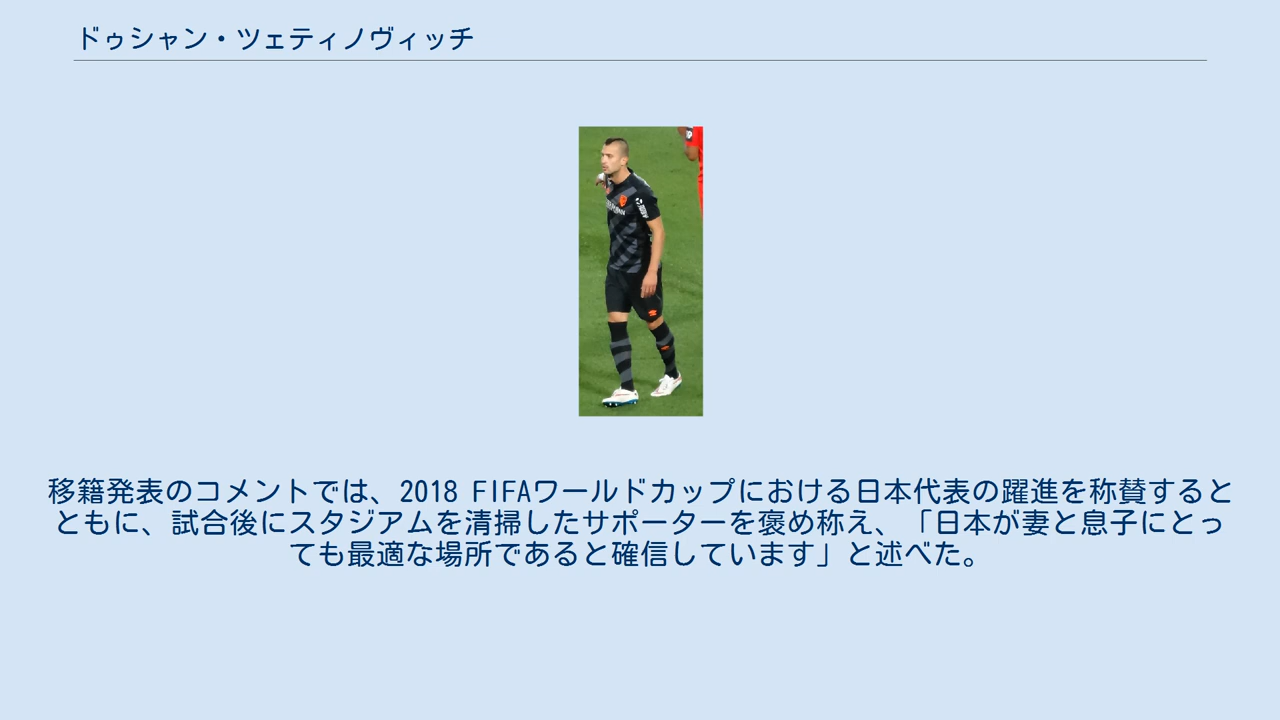 ドゥシャン・ツェティノヴィッチ
移籍発表のコメントでは、2018 FIFAワールドカップにおける日本代表の躍進を称賛すると
ともに、試合後にスタジアムを清掃したサポーターを褒め称え、「日本が妻と息子にとっ
ても最適な場所であると確信しています」と述べた。